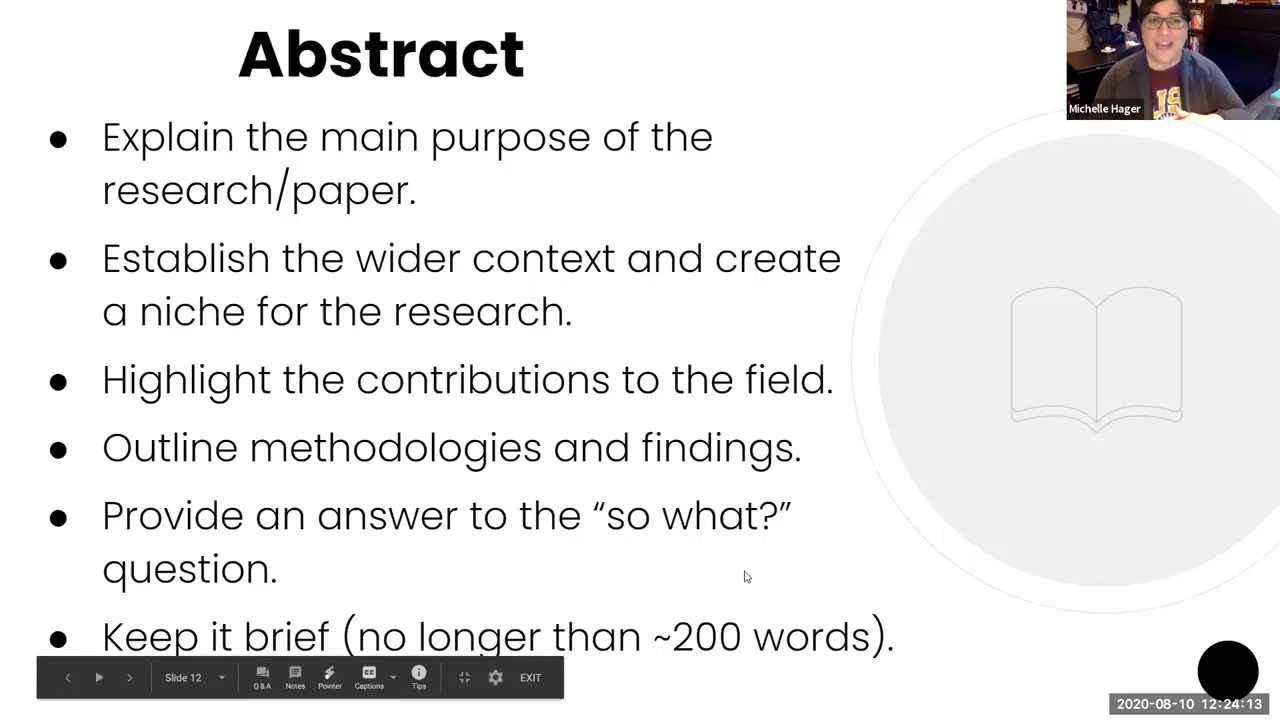 Abstract
● Explain the main purpose of the
research/paper.
● Establish the wider context and create
a niche for the research.
● Highlight the contributions to the field.
● Outline methodologies and findings.
● Provide an answer to the “so what?”
question.
● Keep it brief (no longer than ~200 words).
Michelle Hager
Slide 12
Q & A
Notes
Pointer
CC
Captions
Tips
EXIT
2020-08-10 12:24:13